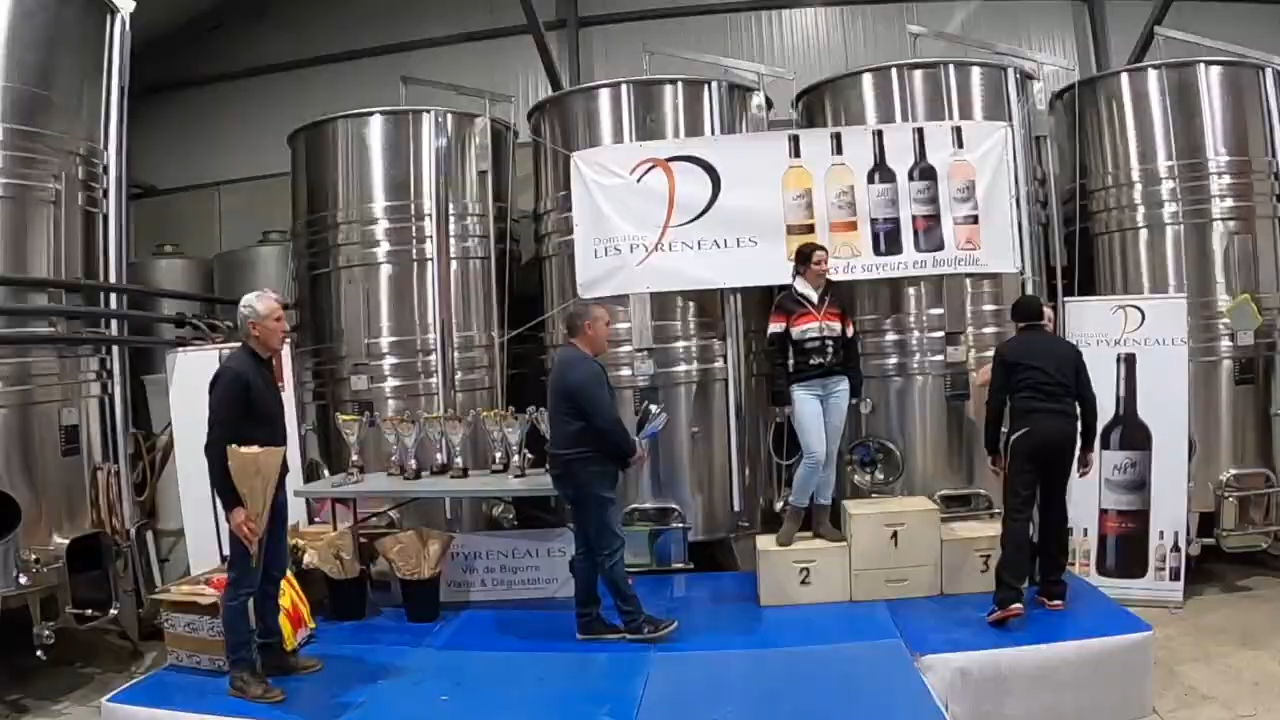 Domaine
LES PYRÉNÉALES
cs de saveurs en bouteille...
Domaine
LES PYRÉNÉALES
1489
PYRÉNÉALES
Vin de Bigorre
Visite & Dégustation
1
2
3